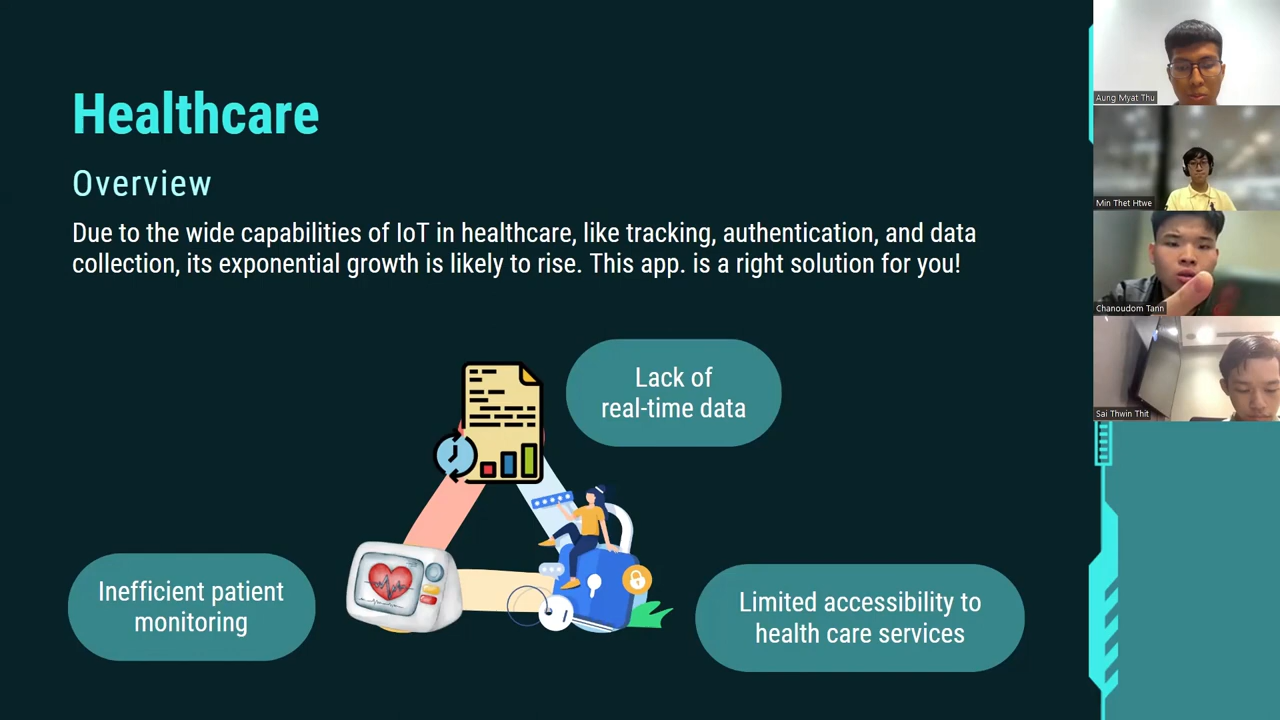 Healthcare
Overview
Due to the wide capabilities of IoT in healthcare, like tracking, authentication, and data
collection, its exponential growth is likely to rise. This app. is a right solution for you!
Lack of
real-time data
Inefficient patient
monitoring
Limited accessibility to
health care services
Aung Myat Thu
Min Thet Htwe
Chanoudom Tann
Sai Thwin Thit